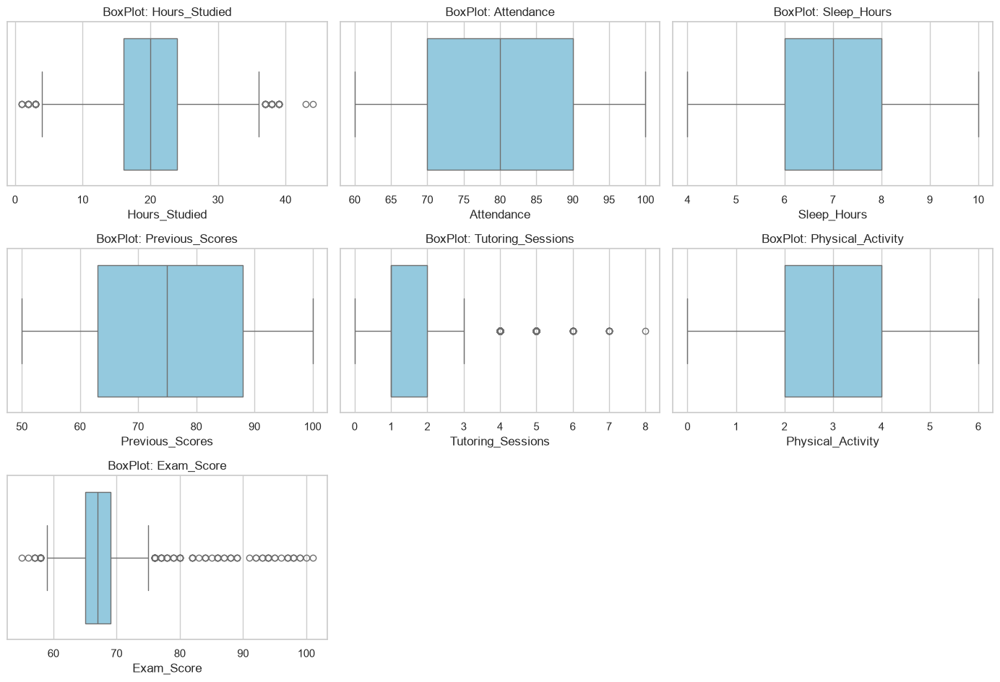 BoxPlot: Hours_Studied
0 10 20 30 40
Hours_Studied
BoxPlot: Attendance
60 65 70 75 80 85 90 95 100
Attendance
BoxPlot: Sleep_Hours
4 5 6 7 8 9 10
Sleep_Hours
BoxPlot: Previous_Scores
50 60 70 80 90 100
Previous_Scores
BoxPlot: Tutoring_Sessions
0 1 2 3 4 5 6 7 8
Tutoring_Sessions
BoxPlot: Physical_Activity
0 1 2 3 4 5 6
Physical_Activity
BoxPlot: Exam_Score
60 70 80 90 100
Exam_Score